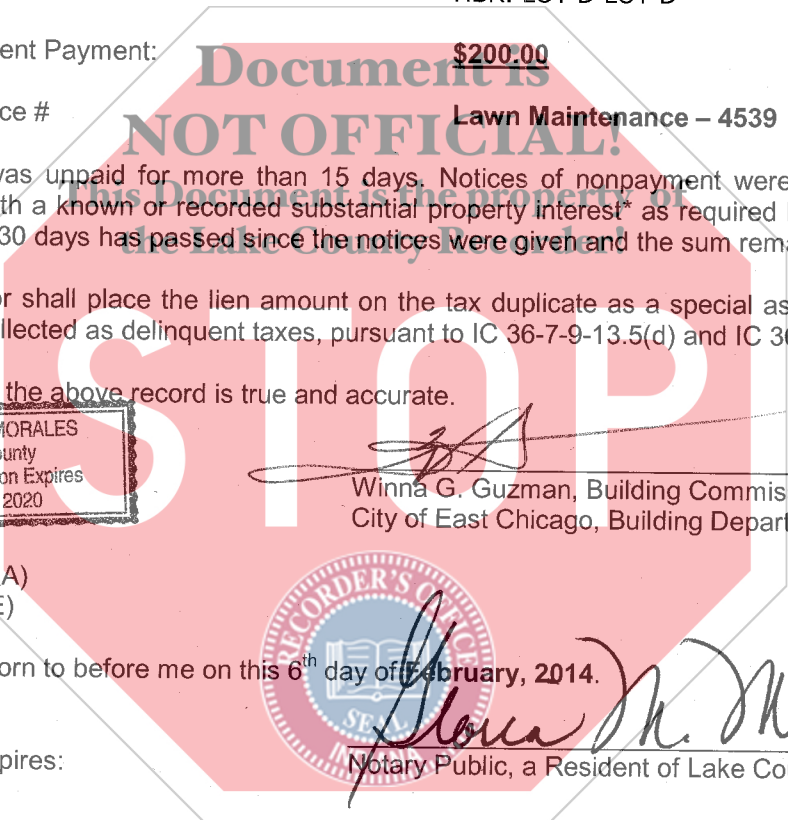 ent Payment: $200.00
Document is
ce # Lawn Maintenance – 4539
NOT OFFICIAL!
was unpaid for more than 15 days. Notices of nonpayment were
This Document is the property of
th a known or recorded substantial property interest* as required
30 days has passed since the notices were given and the sum rema
the Lake County Recorder!
or shall place the lien amount on the tax duplicate as a special as
llected as delinquent taxes, pursuant to IC 36-7-9-13.5(d) and IC 36
STOP
the above record is true and accurate.
MORALES
ounty
on Expires
2020
Winna G. Guzman, Building Commis
City of East Chicago, Building Depart
A)
E)
RECORDER'S OFFICE
SEAL
INDIANA
orn to before me on this 6th day of February, 2014.
Gloria M. M
pires:
Notary Public, a Resident of Lake Co